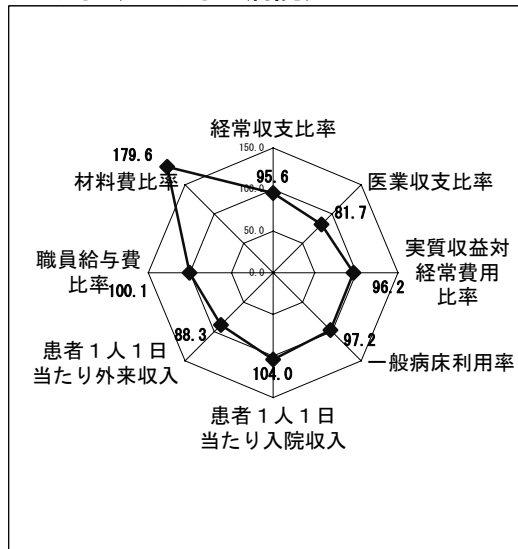 経常収支比率
150.0
179.6
95.6
材料費比率
100.0
医業収支比率
81.7
50.0
職員給与費
比率
100.1
0.0
実質収益対
経常費用
比率
96.2
88.3
97.2
患者１人１日
当たり外来収入
104.0
一般病床利用率
患者１人１日
当たり入院収入